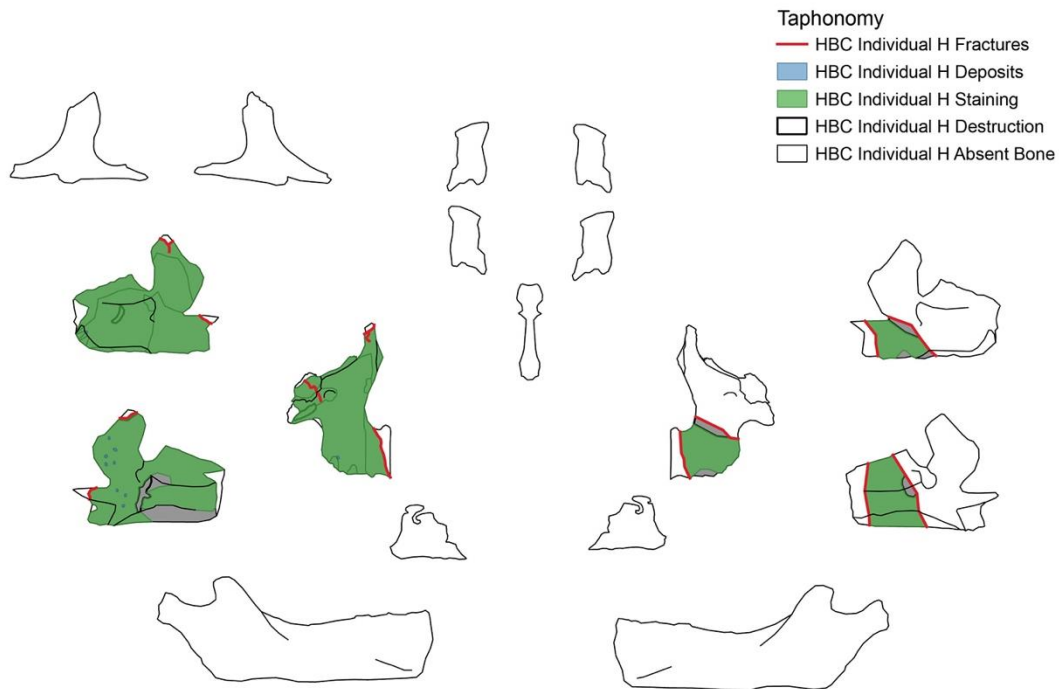 Taphonomy
HBC Individual H Fractures
HBC Individual H Deposits
HBC Individual H Staining
HBC Individual H Destruction
HBC Individual H Absent Bone